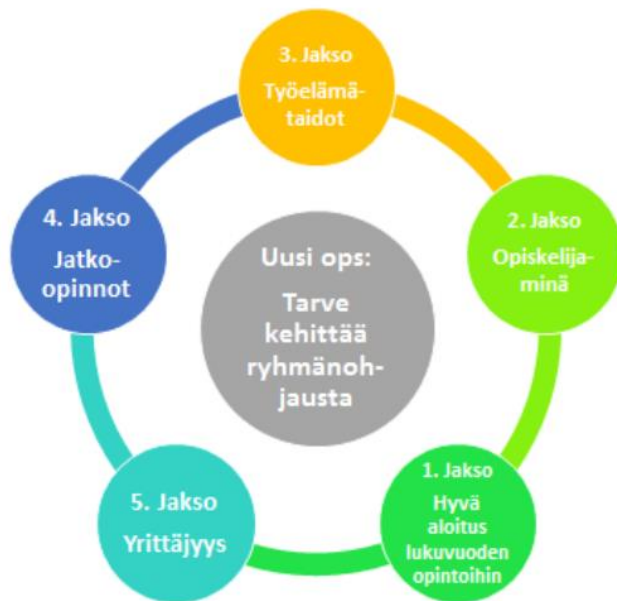 3. Jakso
Työelämä-
taidot
4. Jakso
Jatko-
opinnot
2. Jakso
Opiskelija-
minä
Uusi ops:
Tarve
kehittää
ryhmänoh-
jausta
5. Jakso
Yrittäjyys
1. Jakso
Hyvä
aloitus
lukuvuoden
opintoihin